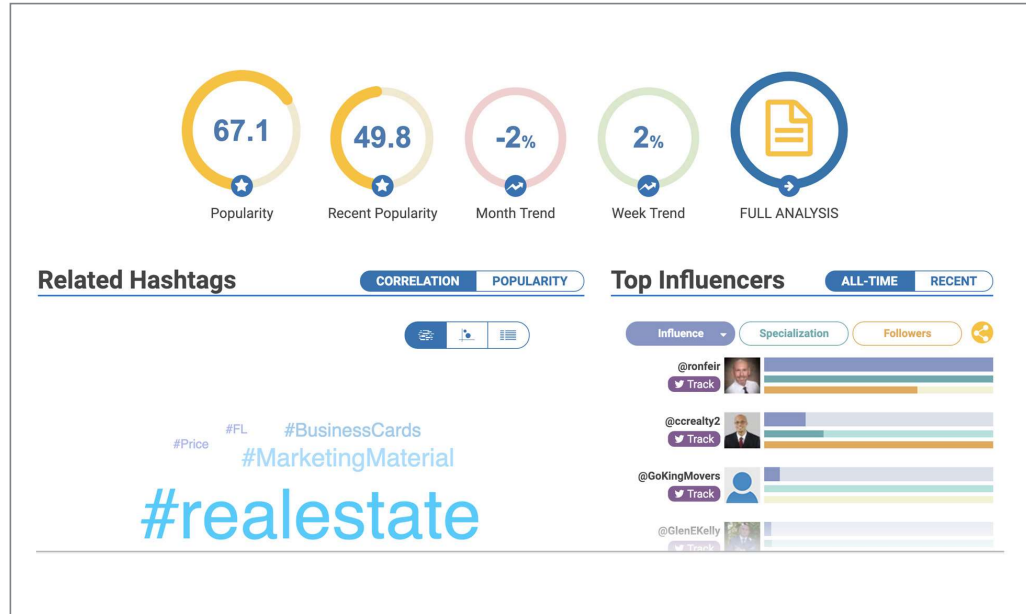 67.1
49.8
-2%
2%
Popularity
Recent Popularity
Month Trend
Week Trend
FULL ANALYSIS
Related Hashtags
CORRELATION
POPULARITY
#FL
#BusinessCards
#Price
#MarketingMaterial
#realestate
Top Influencers
ALL-TIME
RECENT
Influence
Specialization
Followers
@ronfeir
Track
@ccrealty2
Track
@GoKingMovers
Track
@GlenEKelly
Track